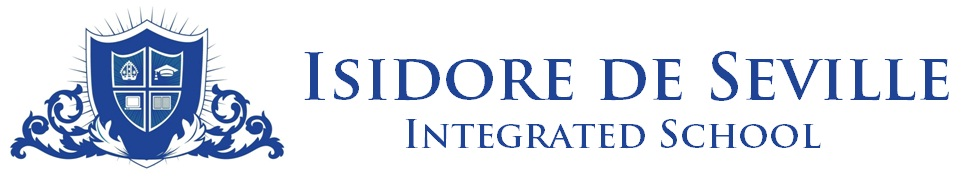 Isidore de Seville
Integrated School